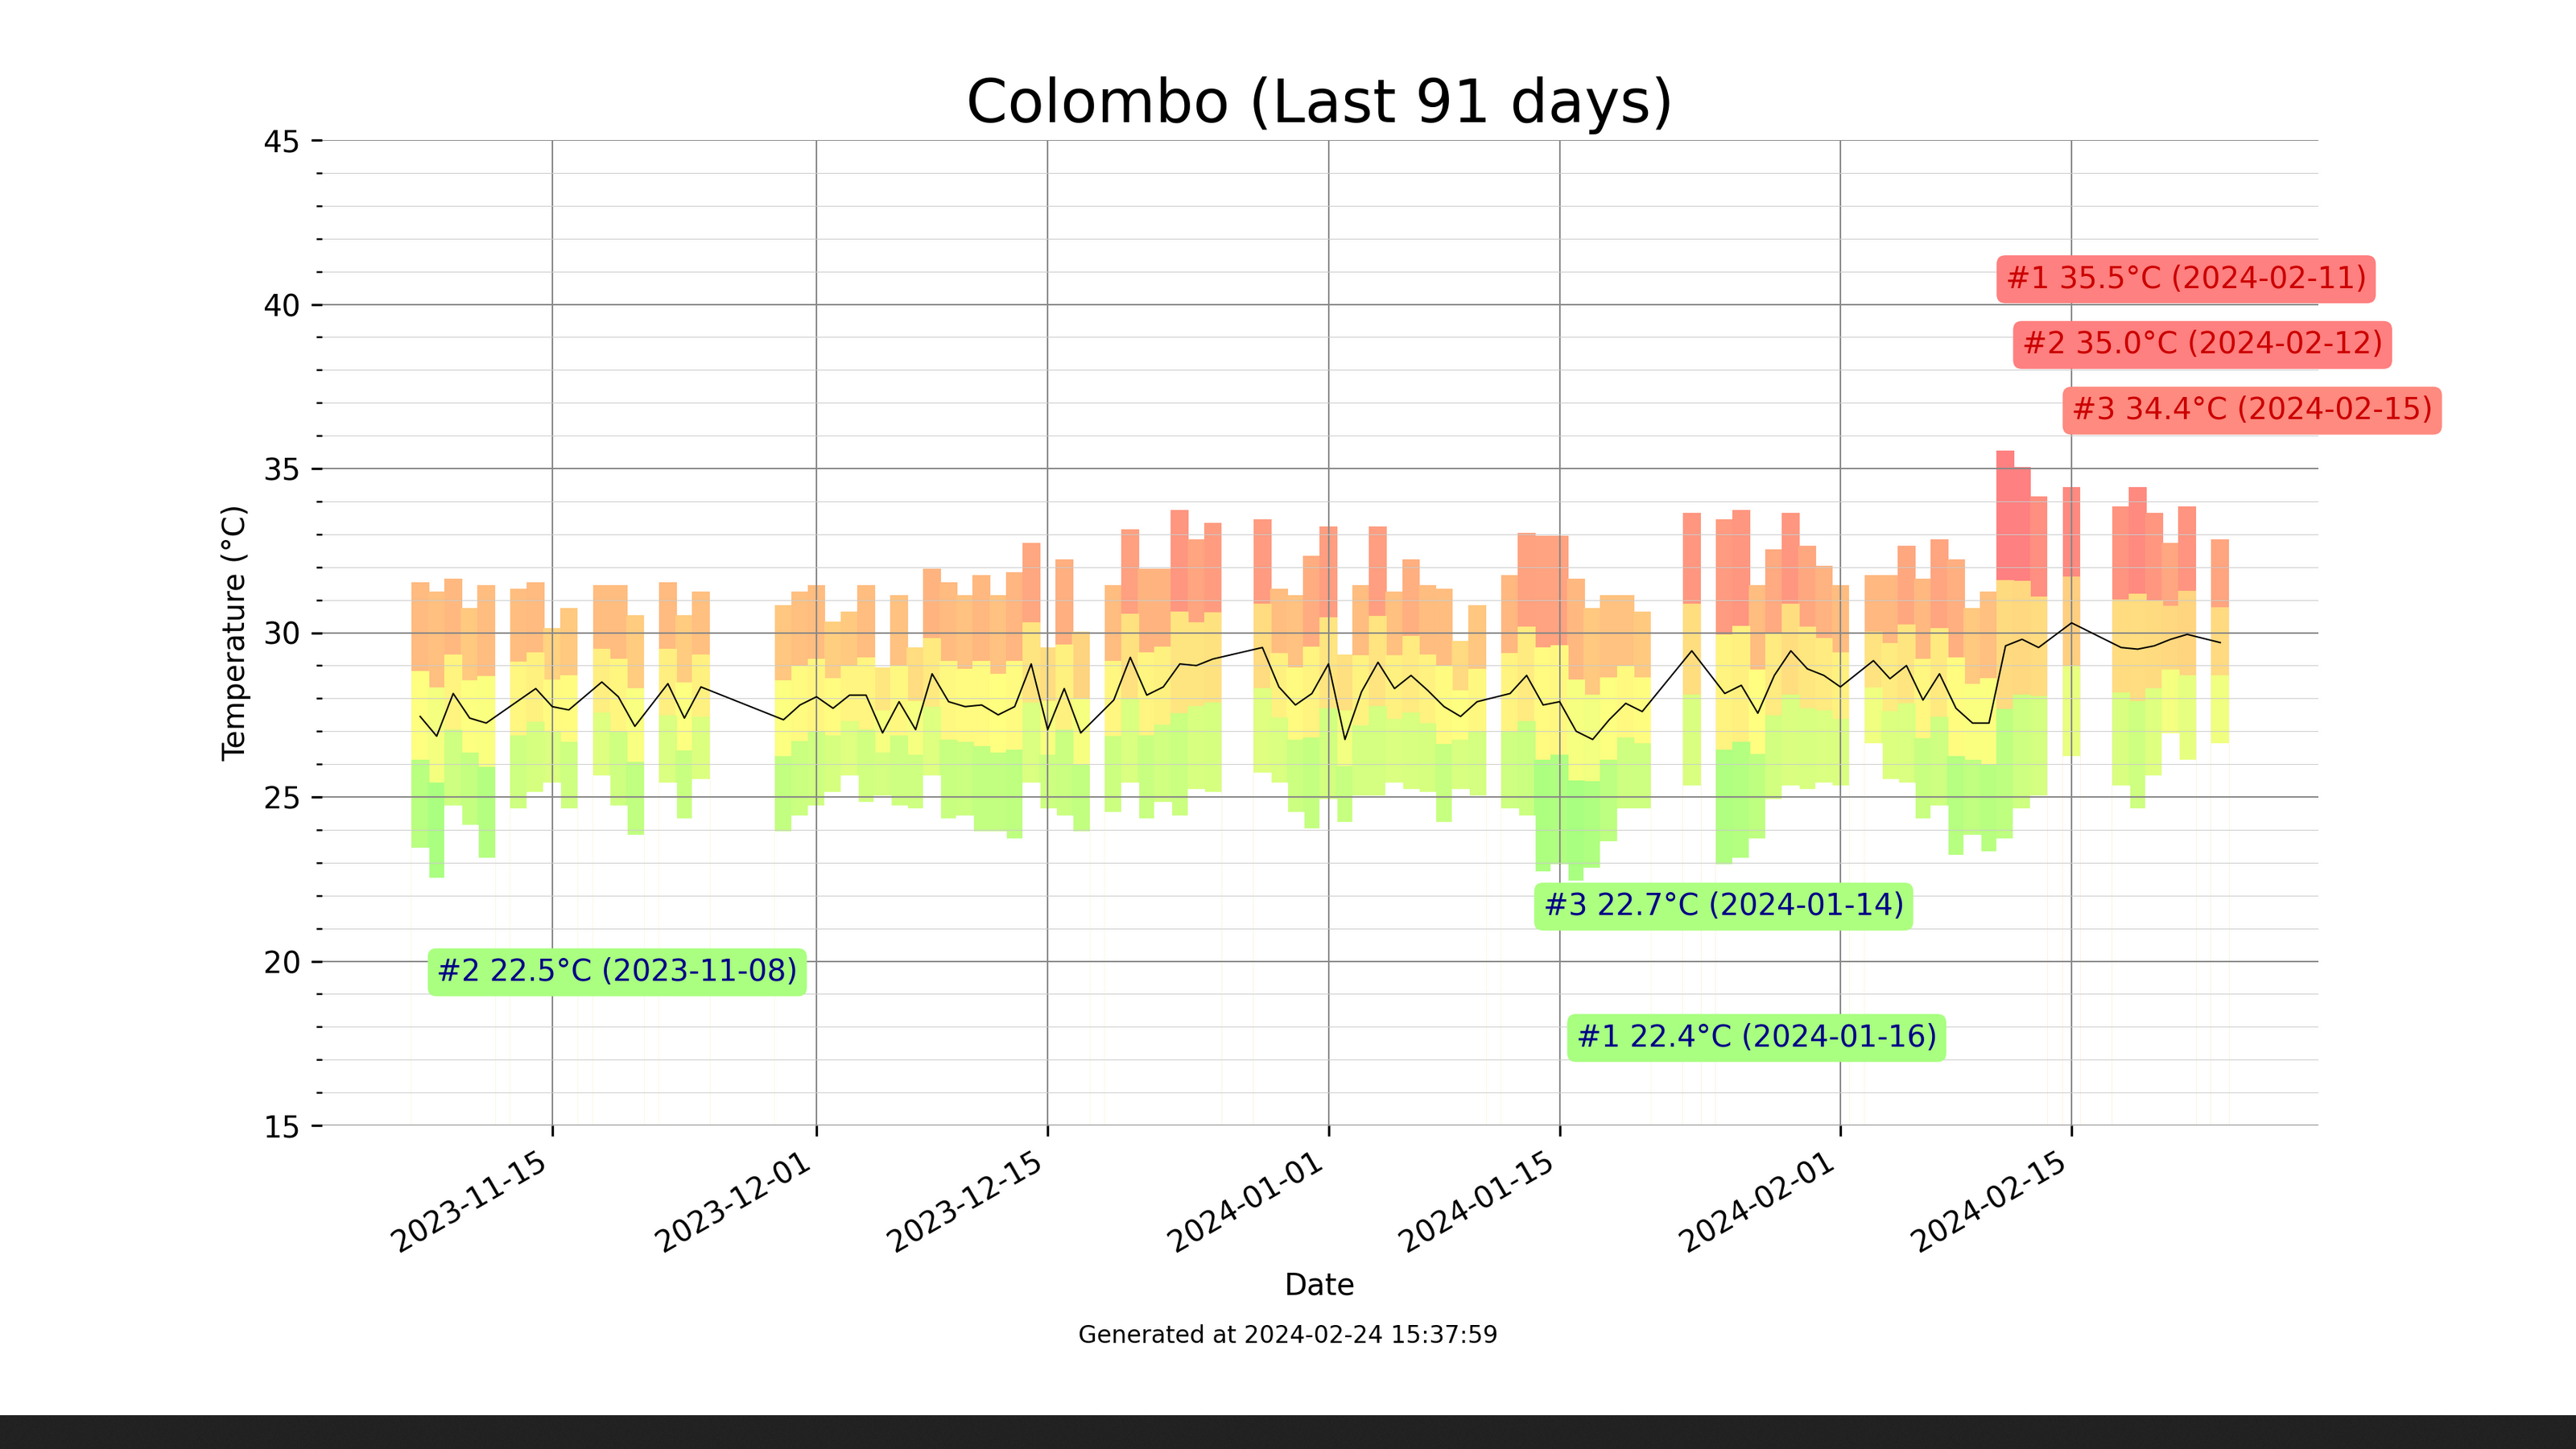 Colombo (Last 91 days)
45
40
35
30
25
20
15
Temperature (°C)
#1 35.5°C (2024-02-11)
#2 35.0°C (2024-02-12)
#3 34.4°C (2024-02-15)
#3 22.7°C (2024-01-14)
#2 22.5°C (2023-11-08)
#1 22.4°C (2024-01-16)
2023-11-15
2023-12-01
2023-12-15
2024-01-01
2024-01-15
2024-02-01
2024-02-15
Date
Generated at 2024-02-24 15:37:59